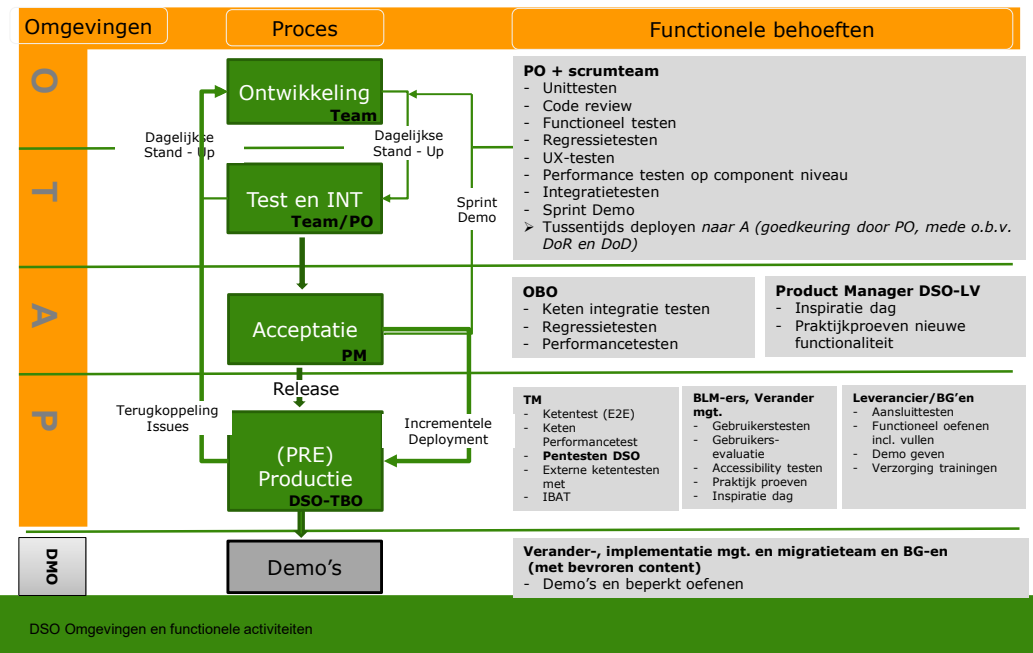 Omgevingen
Proces
Functionele behoeften
O
T
A
P
DMO
Ontwikkeling
Team
Dagelijkse
Stand - Up
Dagelijkse
Stand - Up
Test en INT
Team/PO
Sprint
Demo
Acceptatie
PM
Release
Terugkoppeling
Issues
Incrementele
Deployment
(PRE)
Productie
DSO-TBO
Demo's
PO + scrumteam
- Unittesten
- Code review
- Functioneel testen
- Regressietesten
- UX-testen
- Performance testen op component niveau
- Integratietesten
- Sprint Demo
➢ Tussentijds deployen naar A (goedkeuring door PO, mede o.b.v.
DoR en DoD)
OBO
- Keten integratie testen
- Regressietesten
- Performancetesten
Product Manager DSO-LV
- Inspiratie dag
- Praktijkproeven nieuwe
functionaliteit
TM
- Ketentest (E2E)
- Keten
Performancetest
- Pentesten DSO
- Externe ketentesten
met
- IBAT
BLM-ers, Verander
mgt.
- Gebruikerstesten
- Gebruikers-
evaluatie
- Accessibility testen
- Praktijk proeven
- Inspiratie dag
Leverancier/BG'en
- Aansluittesten
- Functioneel oefenen
incl. vullen
- Demo geven
- Verzorging trainingen
Verander-, implementatie mgt. en migratieteam en BG-en
(met bevroren content)
- Demo's en beperkt oefenen
DSO Omgevingen en functionele activiteiten